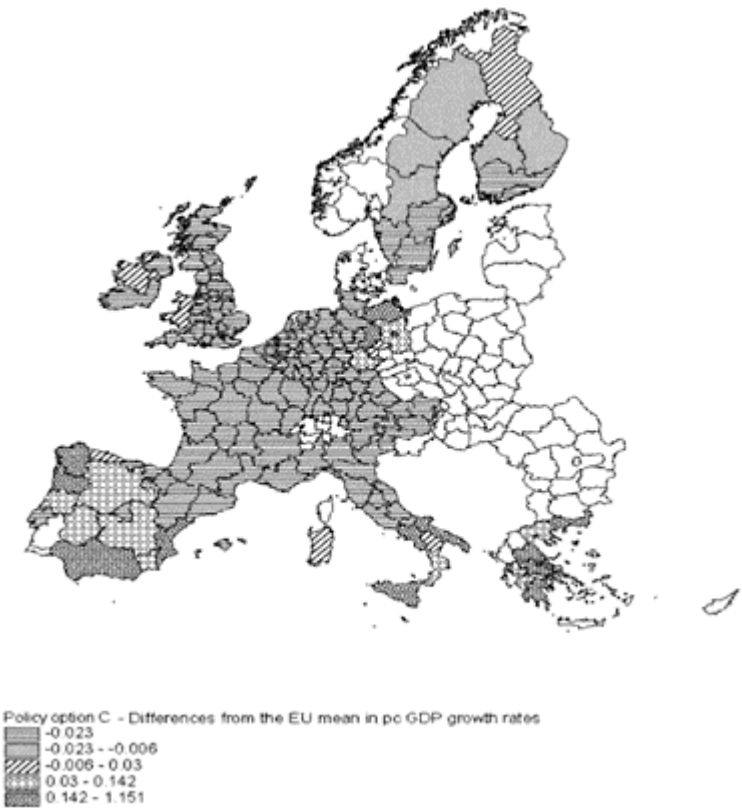 Policy option C - Differences from the EU mean in pc GDP growth rates
-0.023
-0.023 - -0.006
-0.006 - 0.03
0.03 - 0.142
0.142 - 1.151